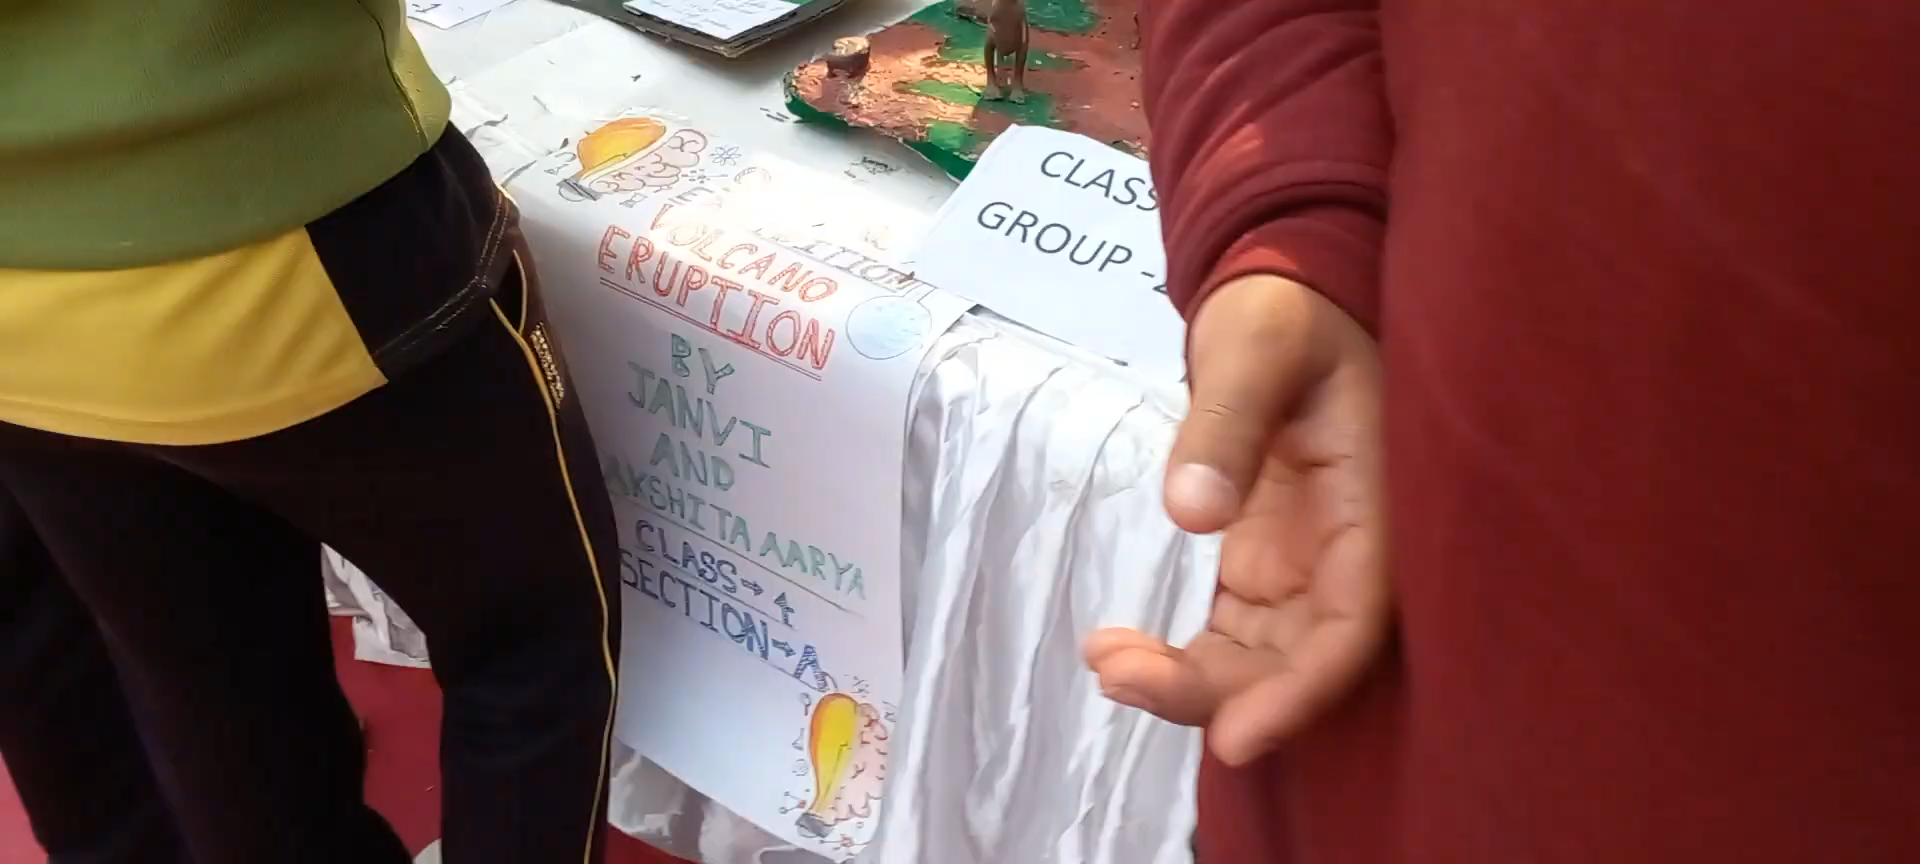 VOLCANO
ERUPTION
BY
JANVI
AND
AKSHITA AARYA
CLASS→
SECTION→A
CLASS
GROUP -